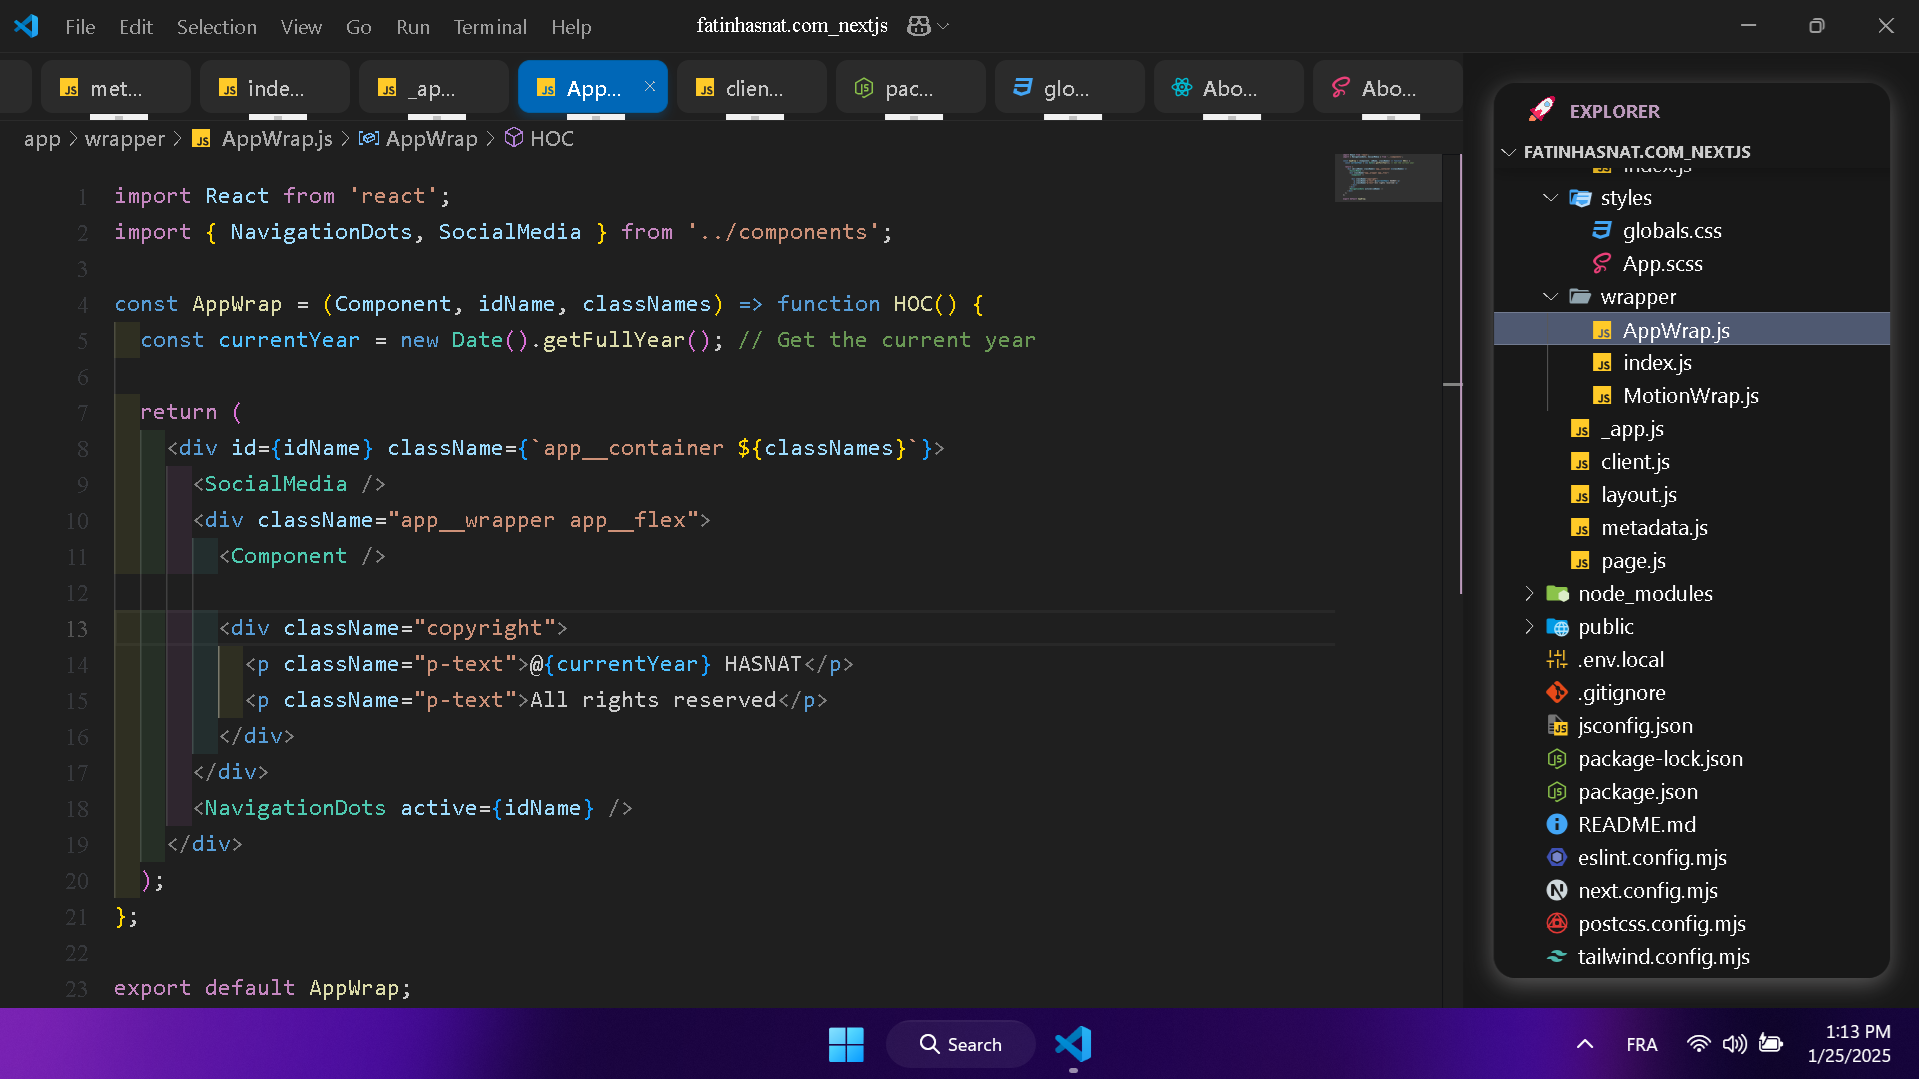 File Edit Selection View Go Run Terminal Help
fatinhasnat.com_nextjs
met...
inde...
_ap...
App...
clien...
pac...
glo...
Abo...
Abo...
app > wrapper > AppWrap.js > AppWrap > HOC
1 import React from 'react';
2 import { NavigationDots, SocialMedia } from '../components';
3
4 const AppWrap = (Component, idName, classNames) => function HOC() {
5 const currentYear = new Date().getFullYear(); // Get the current year
6
7 return (
8 <div id={idName} className={`app__container ${classNames}`}>
9 <SocialMedia />
10 <div className="app__wrapper app__flex">
11 <Component />
12
13 <div className="copyright">
14 <p className="p-text">@{currentYear} HASNAT</p>
15 <p className="p-text">All rights reserved</p>
16 </div>
17 </div>
18 <NavigationDots active={idName} />
19 </div>
20 );
21 };
22
23 export default AppWrap;
EXPLORER
FATINHASNAT.COM_NEXTJS
index.js
styles
globals.css
App.scss
wrapper
AppWrap.js
index.js
MotionWrap.js
_app.js
client.js
layout.js
metadata.js
page.js
node_modules
public
.env.local
.gitignore
jsconfig.json
package-lock.json
package.json
README.md
eslint.config.mjs
next.config.mjs
postcss.config.mjs
tailwind.config.mjs
Search
FRA
1:13 PM
1/25/2025